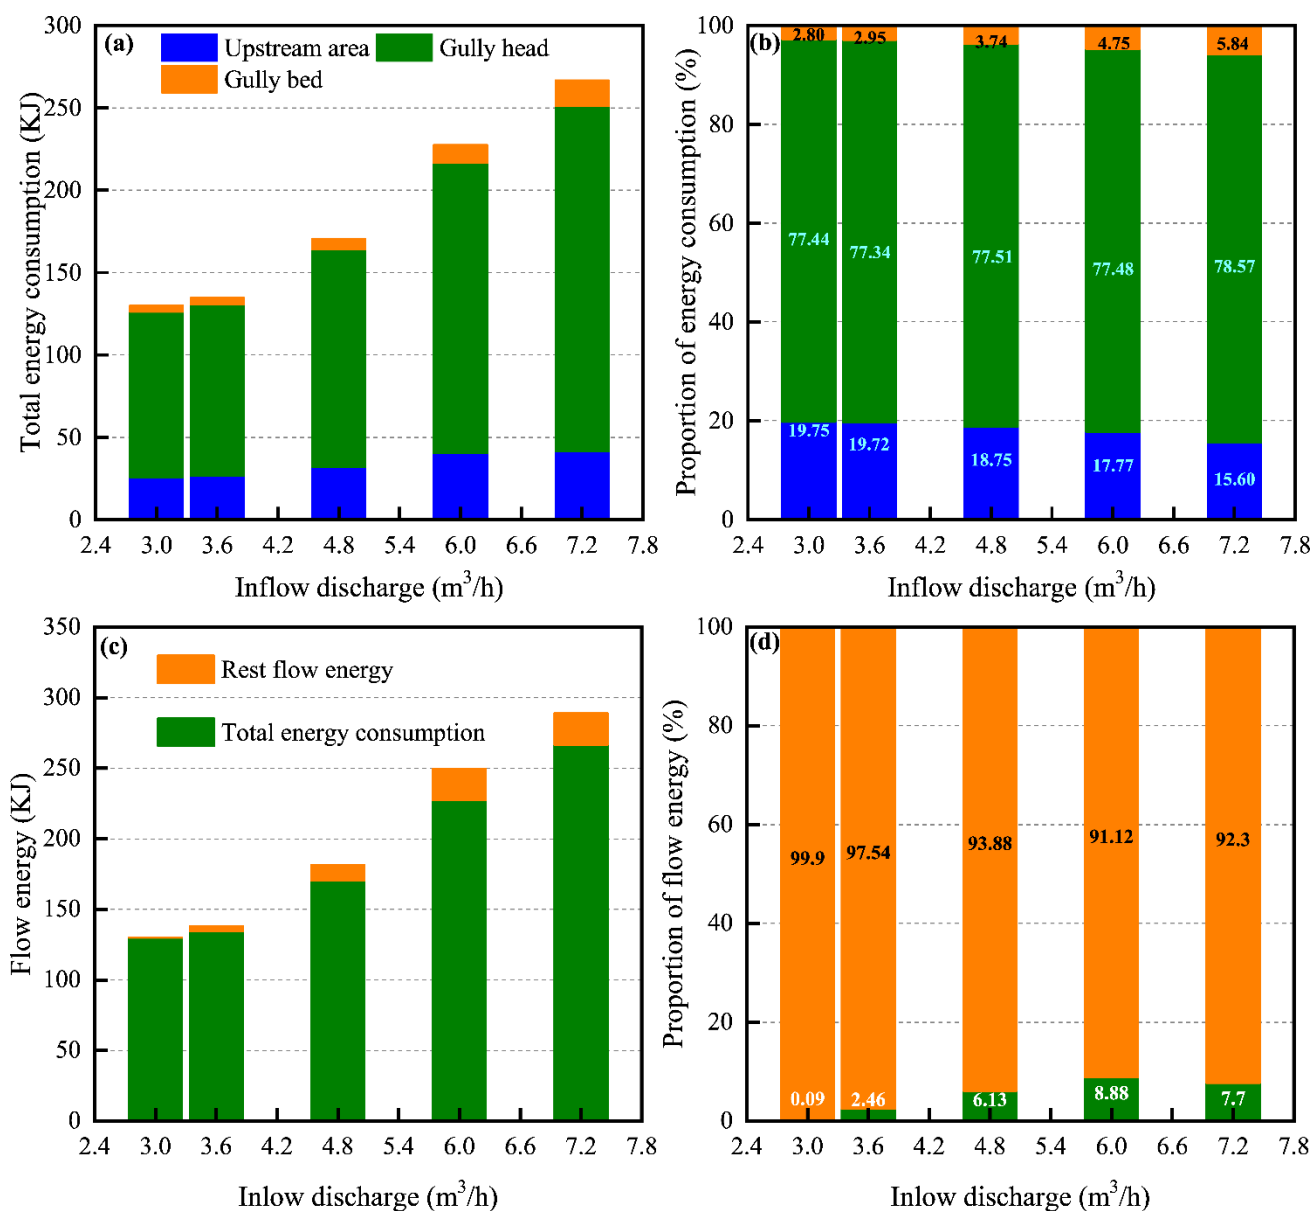 (a)
Upstream area
Gully head
Gully bed
300
250
200
150
100
50
0
Total energy consumption (KJ)
2.4 3.0 3.6 4.2 4.8 5.4 6.0 6.6 7.2 7.8
Inflow discharge (m³/h)
(b)
100
80
60
40
20
0
Proportion of energy consumption (%)
2.80 2.95 3.74 4.75 5.84
77.44 77.34 77.51 77.48 78.57
19.75 19.72 18.75 17.77 15.60
2.4 3.0 3.6 4.2 4.8 5.4 6.0 6.6 7.2 7.8
Inflow discharge (m³/h)
(c)
Rest flow energy
Total energy consumption
350
300
250
200
150
100
50
0
Flow energy (KJ)
2.4 3.0 3.6 4.2 4.8 5.4 6.0 6.6 7.2 7.8
Inlow discharge (m³/h)
(d)
100
80
60
40
20
0
Proportion of flow energy (%)
99.9 97.54 93.88 91.12 92.3
0.09 2.46 6.13 8.88 7.7
2.4 3.0 3.6 4.2 4.8 5.4 6.0 6.6 7.2 7.8
Inlow discharge (m³/h)